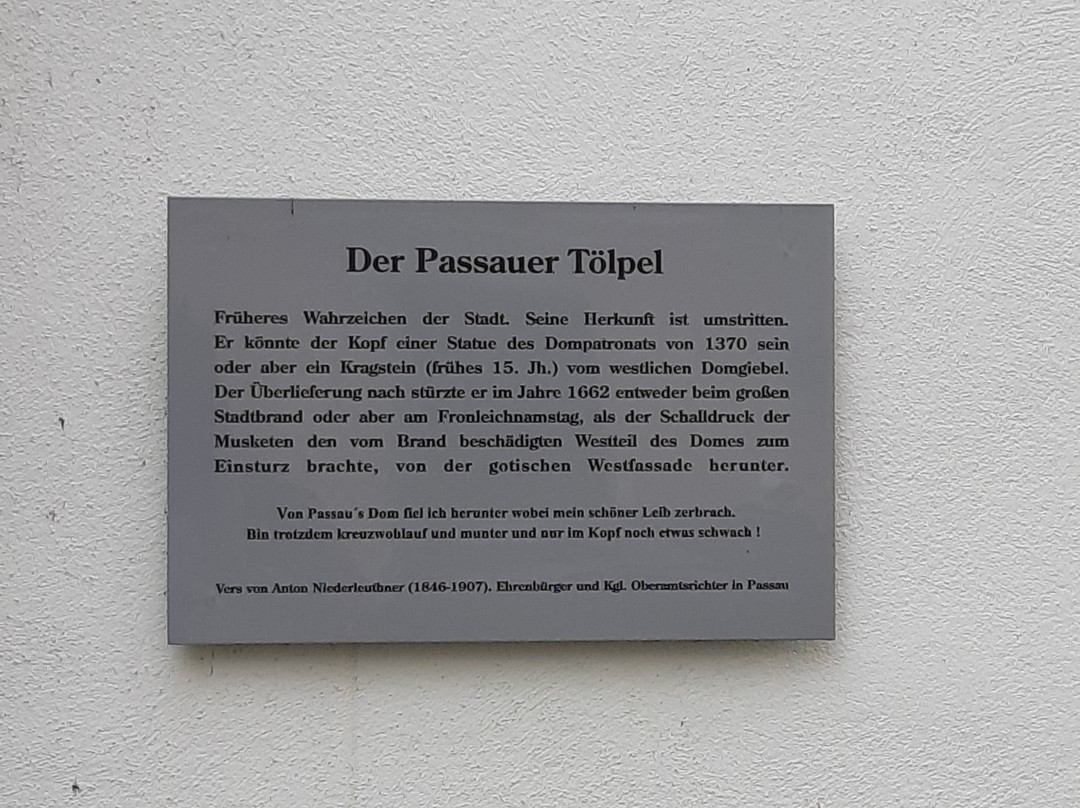 Der Passauer Tölpel
Früheres Wahrzeichen der Stadt. Seine Herkunft ist umstritten.
Er könnte der Kopf einer Statue des Dompatronats von 1370 sein
oder aber ein Kragstein (frühes 15. Jh.) vom westlichen Domgiebel.
Der Überlieferung nach stürzte er im Jahre 1662 entweder beim großen
Stadtbrand oder aber am Fronleichnamstag, als der Schalldruck der
Musketen den vom Brand beschädigten Westteil des Domes zum
Einsturz brachte, von der gotischen Westfassade herunter.
Von Passau´s Dom fiel ich herunter wobei mein schöner Leib zerbrach.
Bin trotzdem kreuzwohlauf und munter und nur im Kopf noch etwas schwach !
Vers von Anton Niederleuthner (1846-1907). Ehrenbürger und Kgl. Oberamtsrichter in Passau